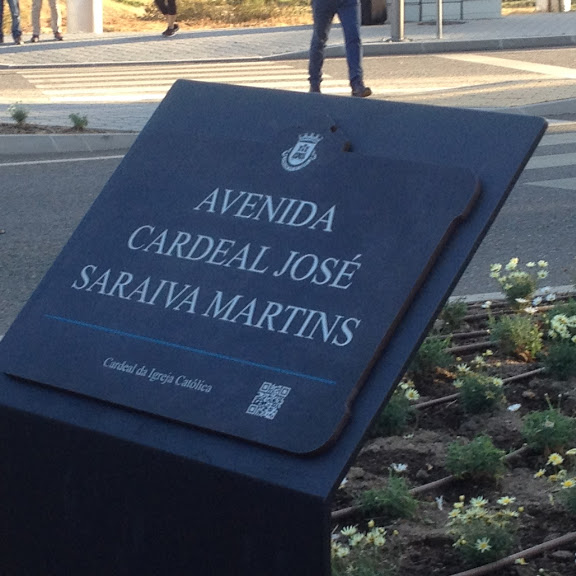 AVENIDA
CARDEAL JOSÉ
SARAIVA MARTINS
Cardeal da Igreja Católica